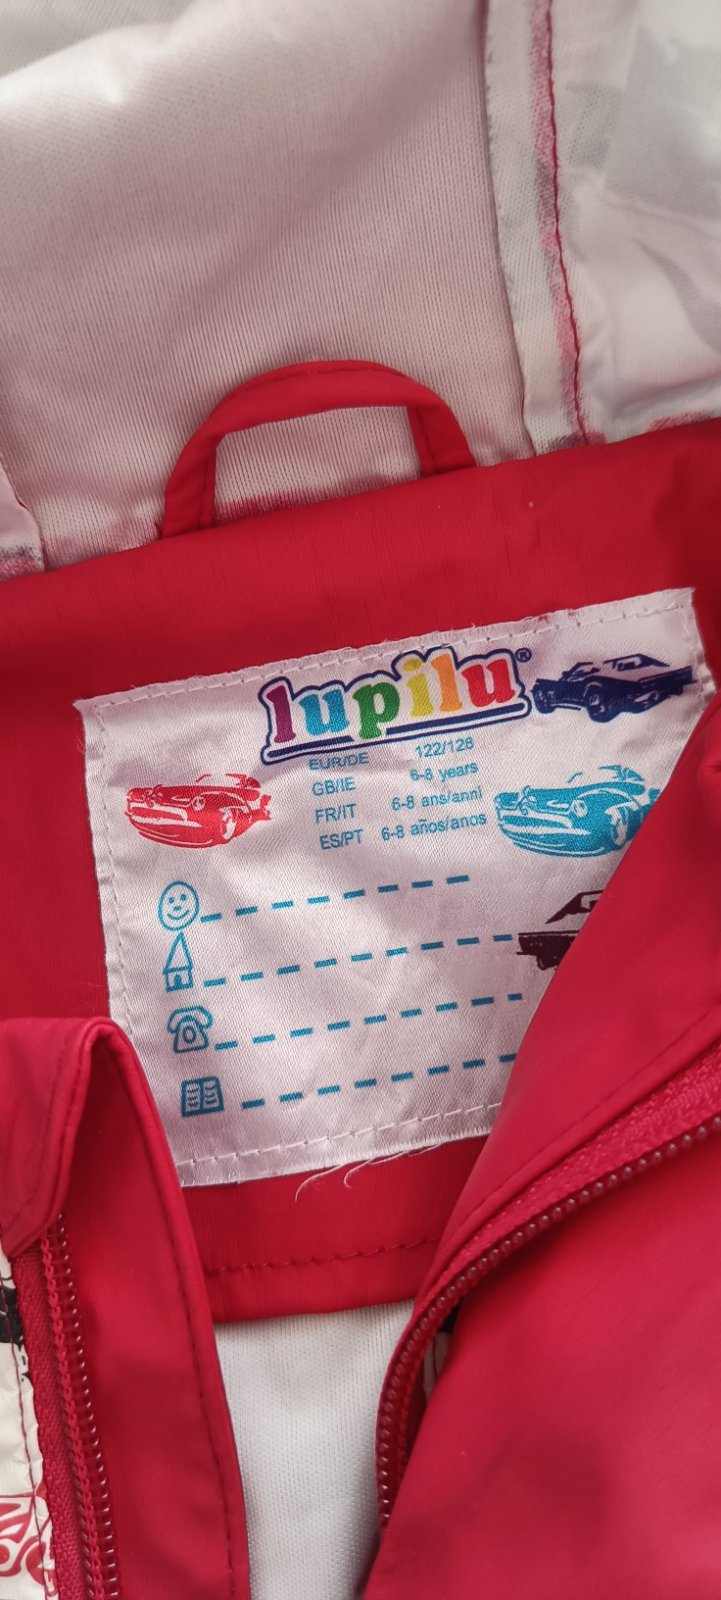 lupilu®
EUR/DE 122/128
GB/IE 6-8 years
FR/IT 6-8 ans/anni
ES/PT 6-8 años/anos